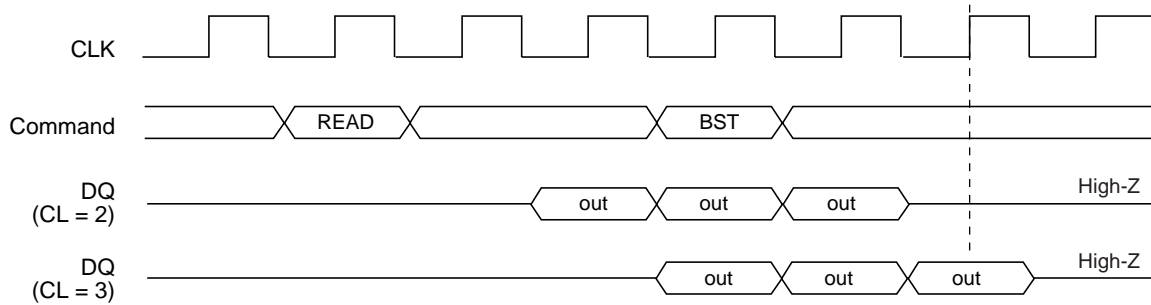 CLK
Command READ BST
DQ
(CL = 2) out out out High-Z
DQ
(CL = 3) out out out High-Z